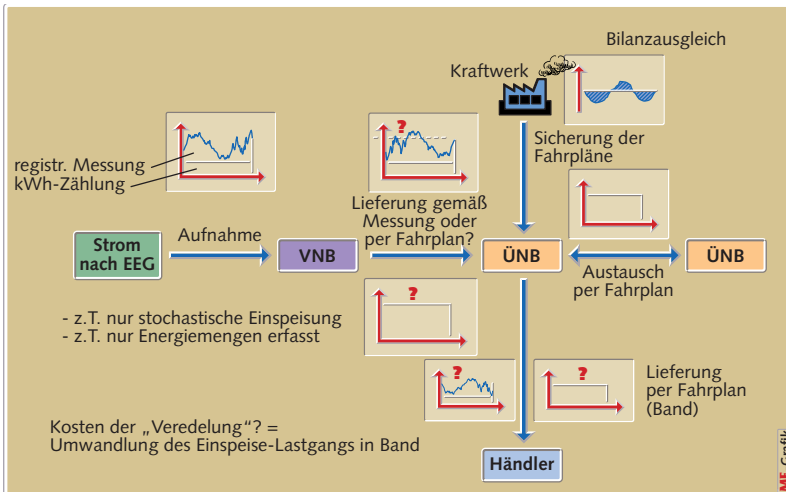 Bilanzausgleich
Kraftwerk
Sicherung der
Fahrpläne
registr. Messung
kWh-Zählung
?
Lieferung gemäß
Messung oder
per Fahrplan?
Strom
nach EEG
Aufnahme
VNB
ÜNB
Austausch
per Fahrplan
ÜNB
?
- z.T. nur stochastische Einspeisung
- z.T. nur Energiemengen erfasst
?
?
Lieferung
per Fahrplan
(Band)
Kosten der „Veredelung“? =
Umwandlung des Einspeise-Lastgangs in Band
Händler
Grafik